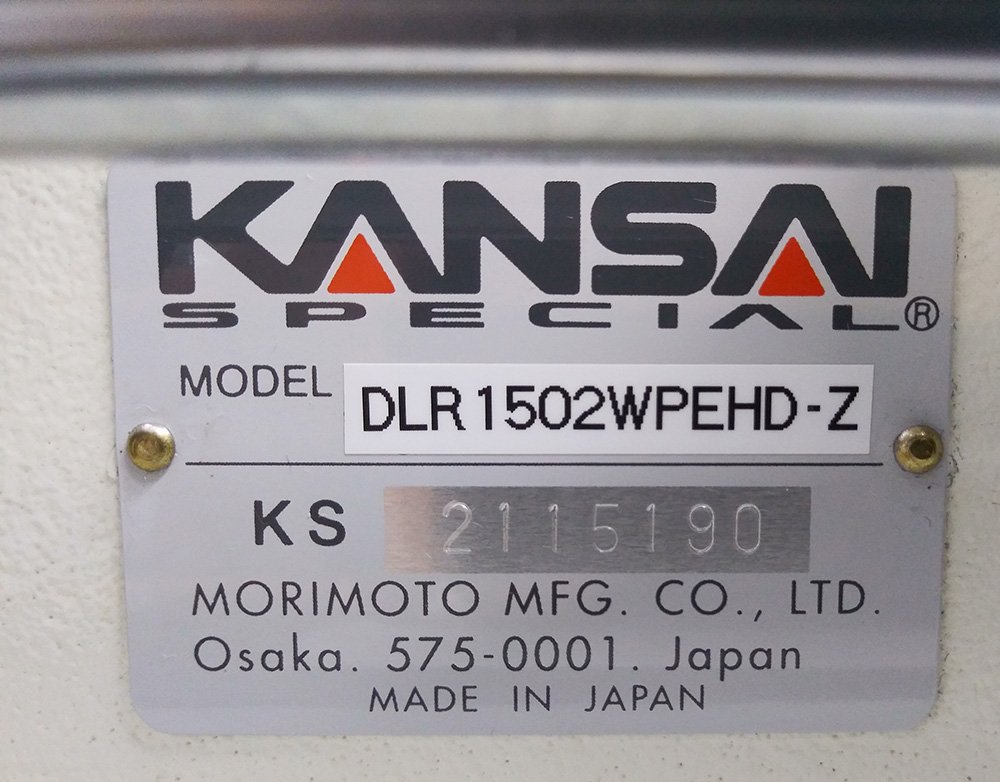 KANSAI
SPECIAL®
MODEL DLR1502WPEHD-Z
KS 2115190
MORIMOTO MFG. CO., LTD.
Osaka. 575-0001. Japan
MADE IN JAPAN